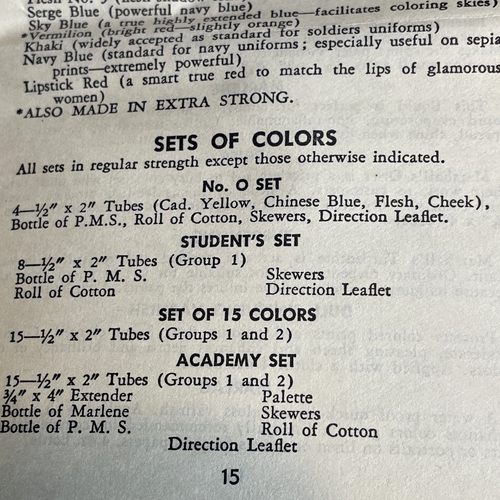 Serge Blue (powerful navy blue)
Sky Blue (a true highly extended blue—facilitates coloring skies)
*Vermilion (bright red—slightly orange)
Khaki (widely accepted as standard for soldiers uniforms)
Navy Blue (standard for navy uniforms; especially useful on sepia
prints—extremely powerful)
Lipstick Red (a smart true red to match the lips of glamorous
women)
*ALSO MADE IN EXTRA STRONG.
SETS OF COLORS
All sets in regular strength except those otherwise indicated.
No. O SET
4—½" x 2" Tubes (Cad. Yellow, Chinese Blue, Flesh, Cheek),
Bottle of P.M.S., Roll of Cotton, Skewers, Direction Leaflet.
STUDENT'S SET
8—½" x 2" Tubes (Group 1)
Bottle of P. M. S. Skewers
Roll of Cotton Direction Leaflet
SET OF 15 COLORS
15—½" x 2" Tubes (Groups 1 and 2)
ACADEMY SET
15—½" x 2" Tubes (Groups 1 and 2)
¾" x 4" Extender Palette
Bottle of Marlene Skewers
Bottle of P. M. S. Roll of Cotton
Direction Leaflet
15